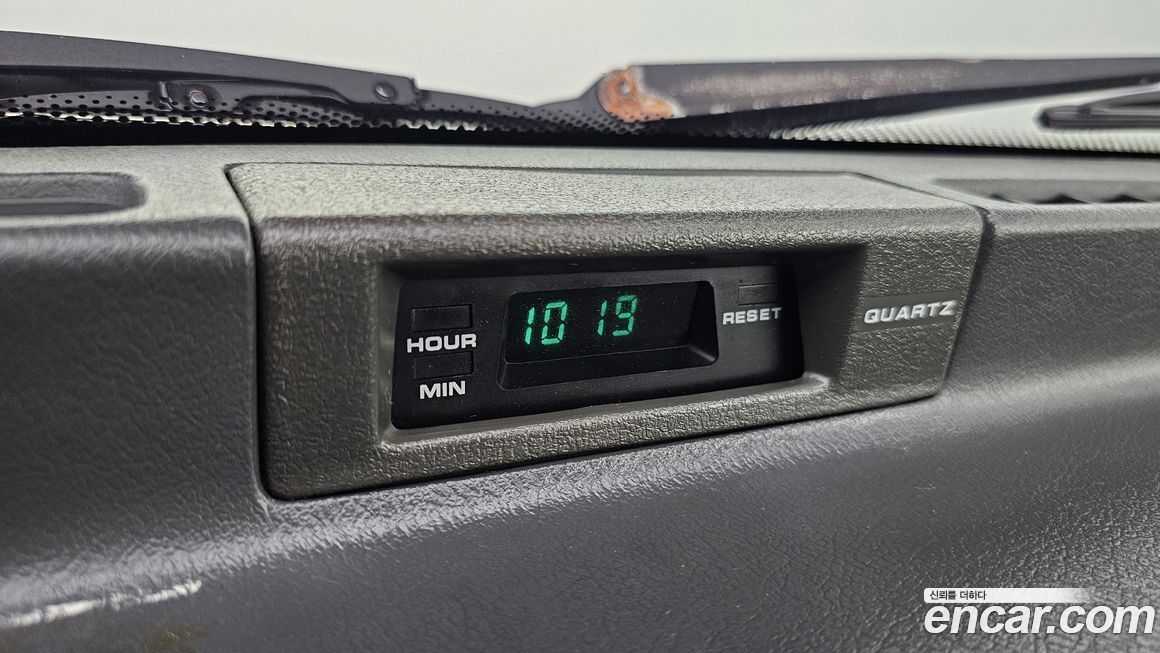 10 19
HOUR
MIN
RESET
QUARTZ
신뢰를 더하다
encar.com